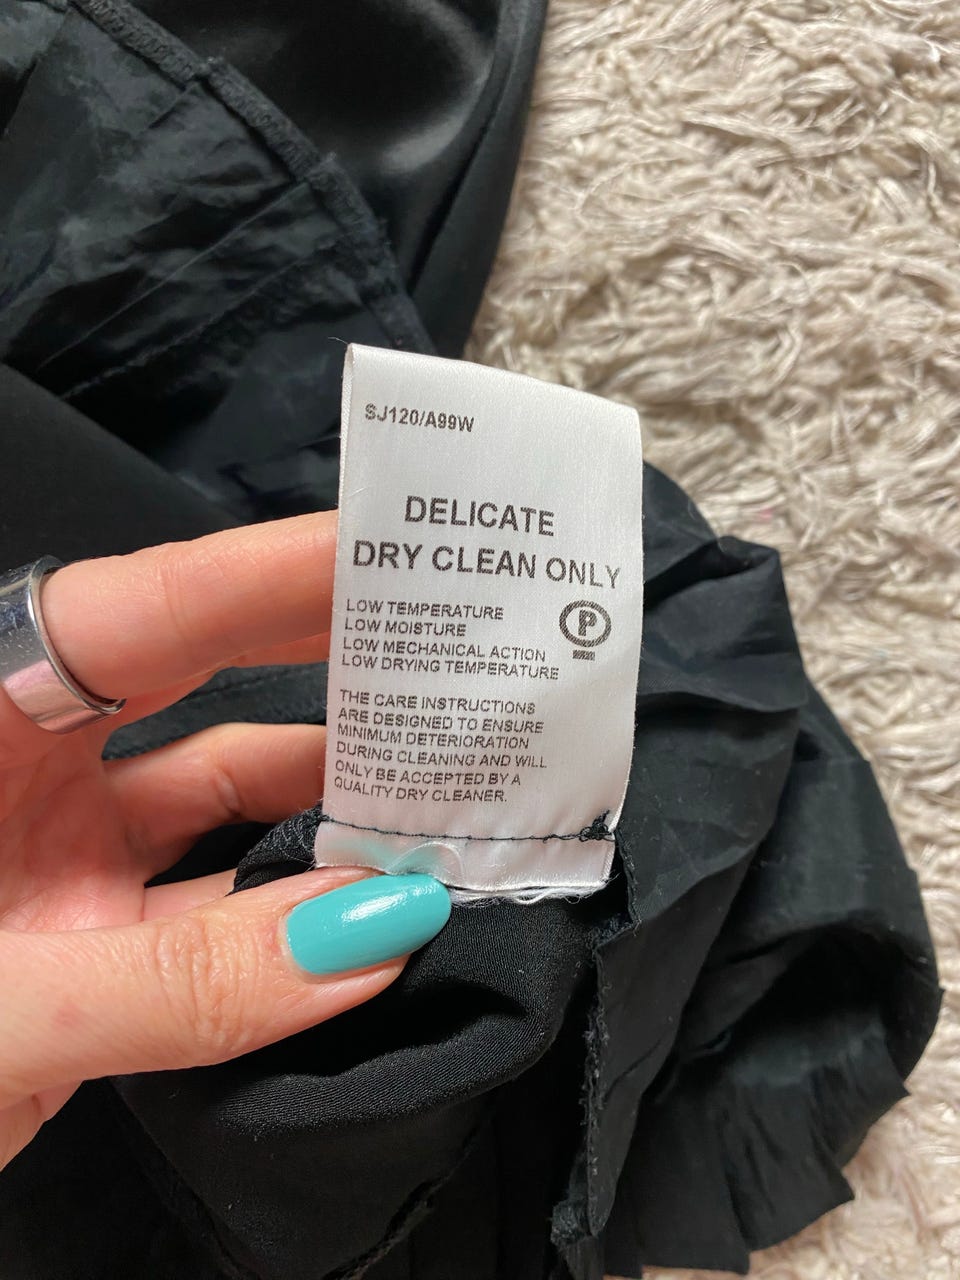 SJ120/A99W
DELICATE
DRY CLEAN ONLY
LOW TEMPERATURE
LOW MOISTURE
LOW MECHANICAL ACTION
LOW DRYING TEMPERATURE
P
THE CARE INSTRUCTIONS
ARE DESIGNED TO ENSURE
MINIMUM DETERIORATION
DURING CLEANING AND WILL
ONLY BE ACCEPTED BY A
QUALITY DRY CLEANER.